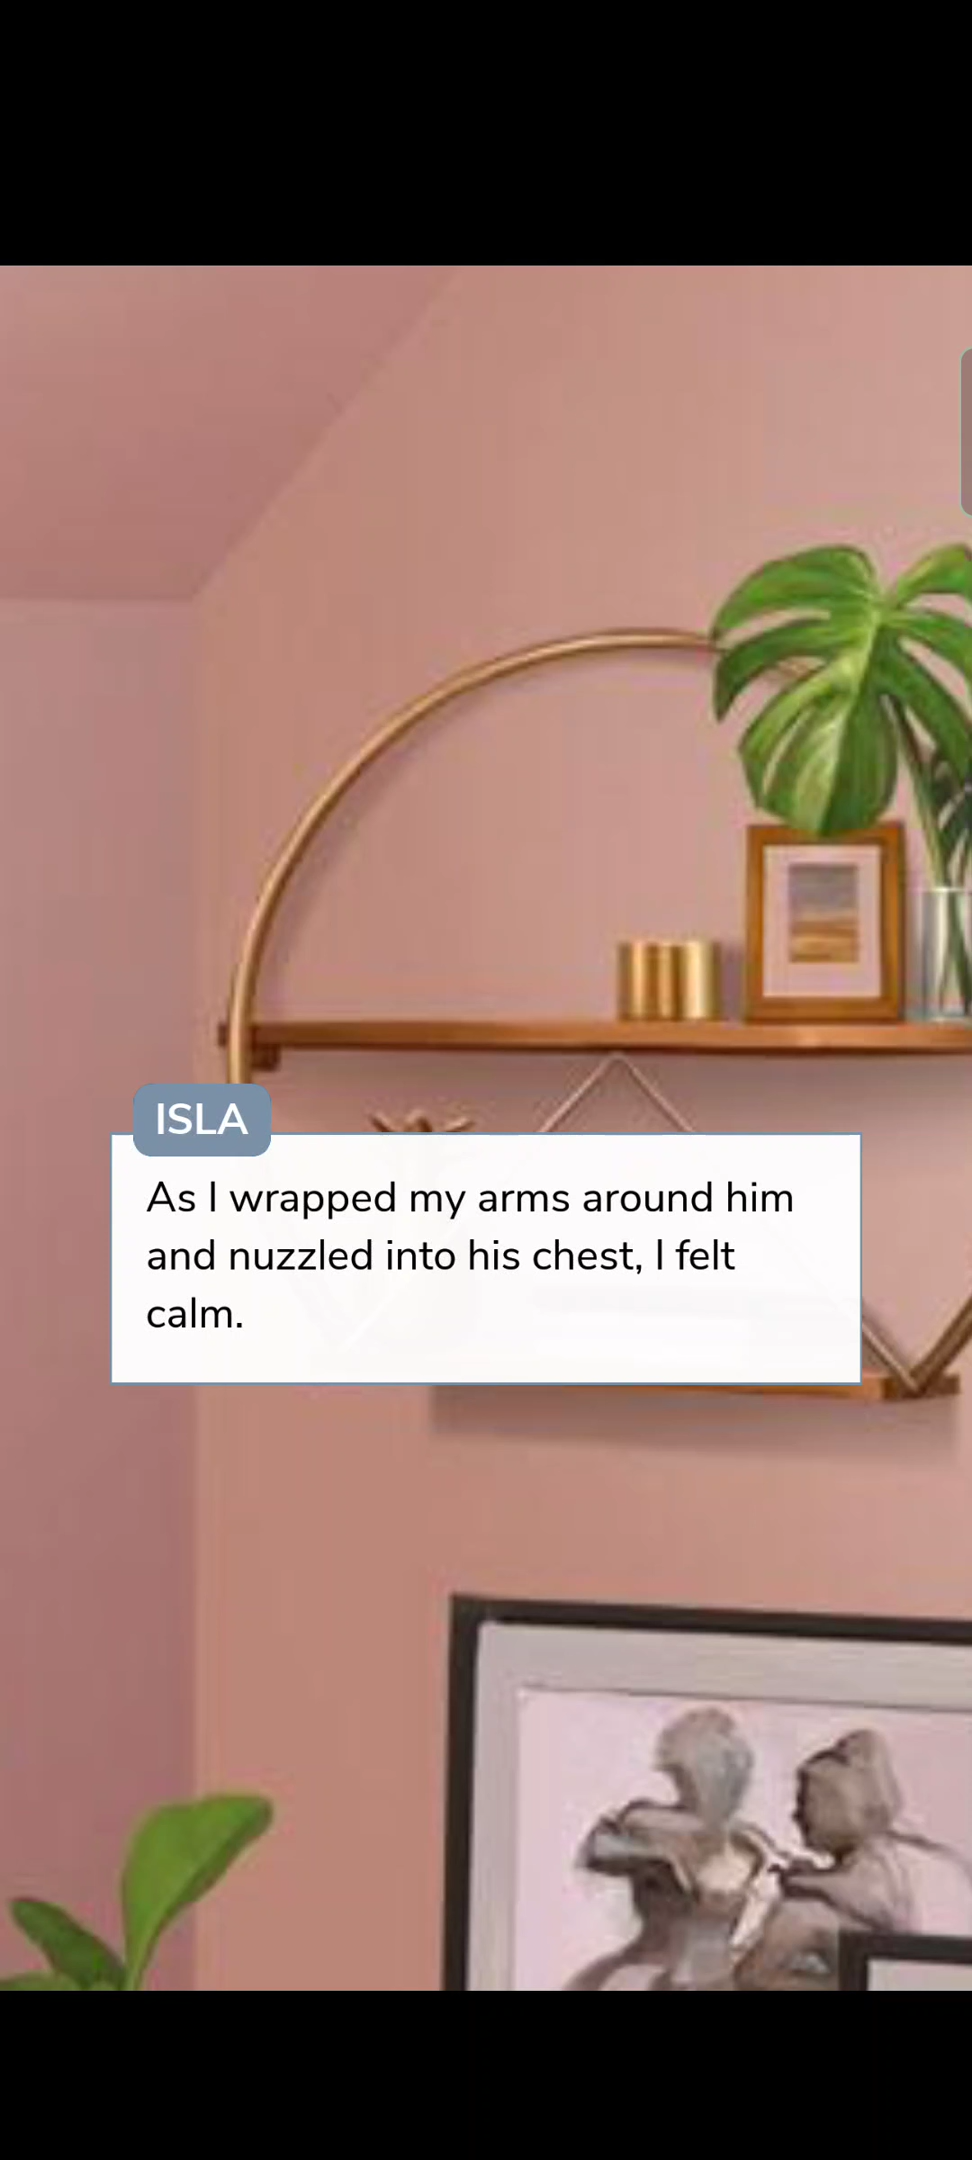 ISLA
As I wrapped my arms around him
and nuzzled into his chest, I felt
calm.